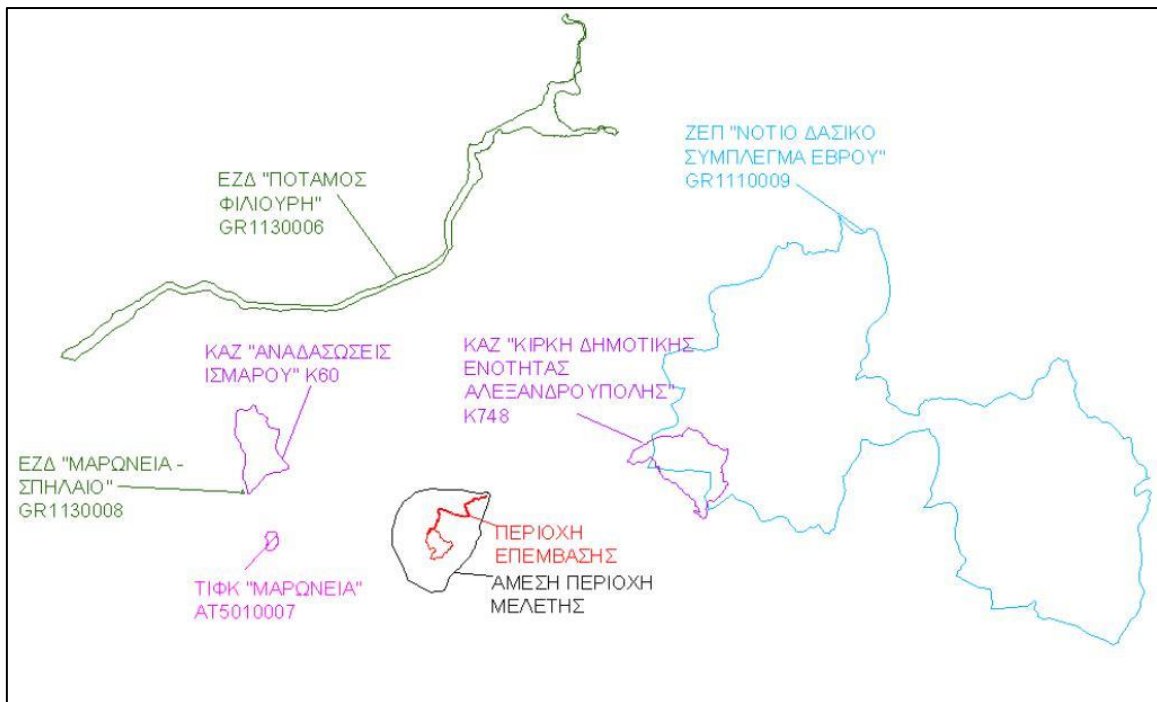 ΖΕΠ "ΝΟΤΙΟ ΔΑΣΙΚΟ
ΣΥΜΠΛΕΓΜΑ ΕΒΡΟΥ"
GR1110009
ΕΖΔ "ΠΟΤΑΜΟΣ
ΦΙΛΙΟΥΡΗ"
GR1130006
ΚΑΖ "ΑΝΑΔΑΣΩΣΕΙΣ
ΙΣΜΑΡΟΥ" Κ60
ΚΑΖ "ΚΙΡΚΗ ΔΗΜΟΤΙΚΗΣ
ΕΝΟΤΗΤΑΣ
ΑΛΕΞΑΝΔΡΟΥΠΟΛΗΣ"
Κ748
ΕΖΔ "ΜΑΡΩΝΕΙΑ -
ΣΠΗΛΑΙΟ"
GR1130008
ΠΕΡΙΟΧΗ
ΕΠΕΜΒΑΣΗΣ
ΑΜΕΣΗ ΠΕΡΙΟΧΗ
ΜΕΛΕΤΗΣ
ΤΙΦΚ "ΜΑΡΩΝΕΙΑ"
ΑΤ5010007